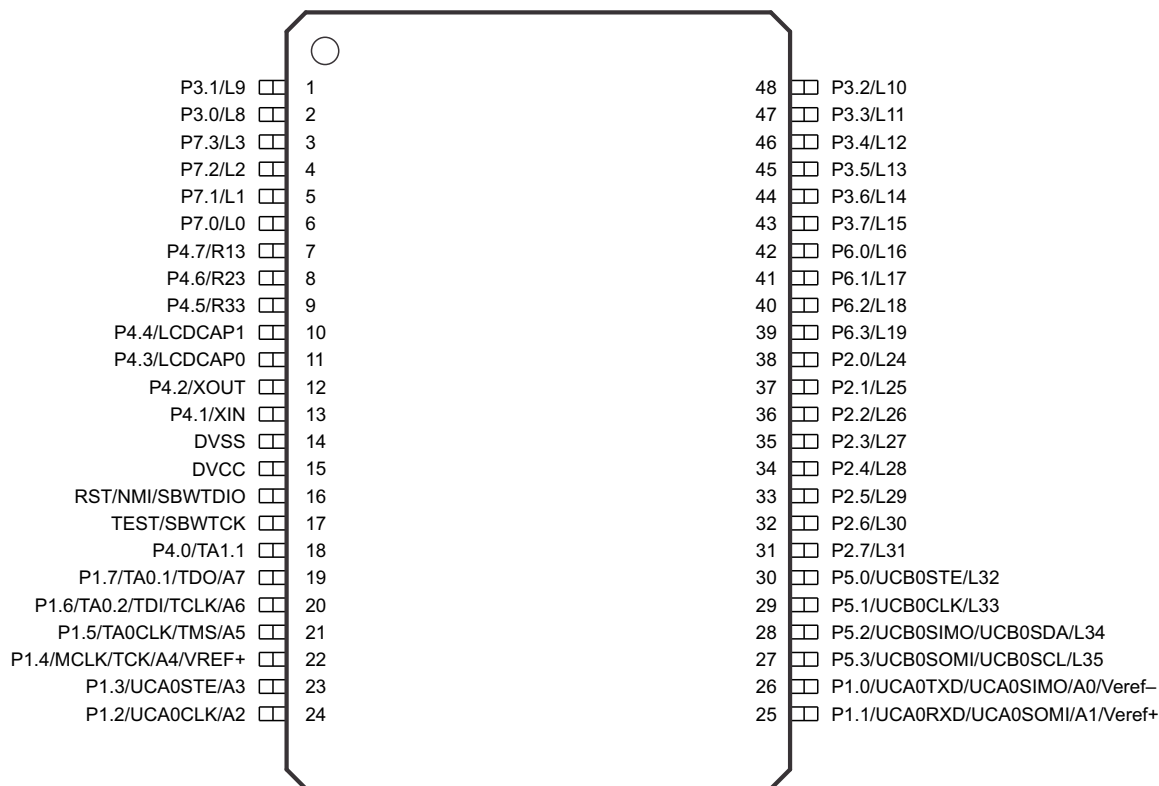 P3.1/L9 1 48 P3.2/L10
P3.0/L8 2 47 P3.3/L11
P7.3/L3 3 46 P3.4/L12
P7.2/L2 4 45 P3.5/L13
P7.1/L1 5 44 P3.6/L14
P7.0/L0 6 43 P3.7/L15
P4.7/R13 7 42 P6.0/L16
P4.6/R23 8 41 P6.1/L17
P4.5/R33 9 40 P6.2/L18
P4.4/LCDCAP1 10 39 P6.3/L19
P4.3/LCDCAP0 11 38 P2.0/L24
P4.2/XOUT 12 37 P2.1/L25
P4.1/XIN 13 36 P2.2/L26
DVSS 14 35 P2.3/L27
DVCC 15 34 P2.4/L28
RST/NMI/SBWTDIO 16 33 P2.5/L29
TEST/SBWTCK 17 32 P2.6/L30
P4.0/TA1.1 18 31 P2.7/L31
P1.7/TA0.1/TDO/A7 19 30 P5.0/UCB0STE/L32
P1.6/TA0.2/TDI/TCLK/A6 20 29 P5.1/UCB0CLK/L33
P1.5/TA0CLK/TMS/A5 21 28 P5.2/UCB0SIMO/UCB0SDA/L34
P1.4/MCLK/TCK/A4/VREF+ 22 27 P5.3/UCB0SOMI/UCB0SCL/L35
P1.3/UCA0STE/A3 23 26 P1.0/UCA0TXD/UCA0SIMO/A0/Veref–
P1.2/UCA0CLK/A2 24 25 P1.1/UCA0RXD/UCA0SOMI/A1/Veref+